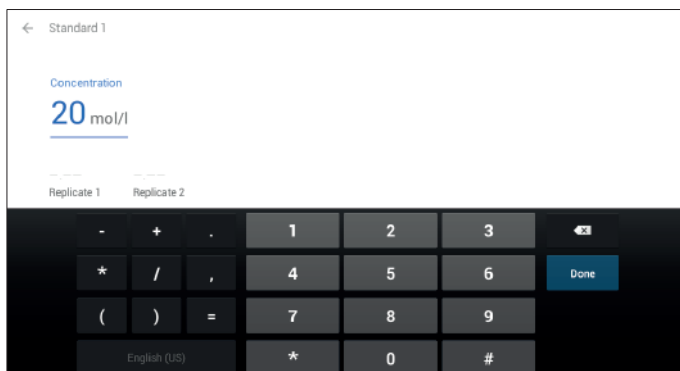 Standard 1
Concentration
20 mol/l
_.__ _.__
Replicate 1 Replicate 2
- + . 1 2 3
* / , 4 5 6 Done
( ) = 7 8 9
English (US) * 0 #